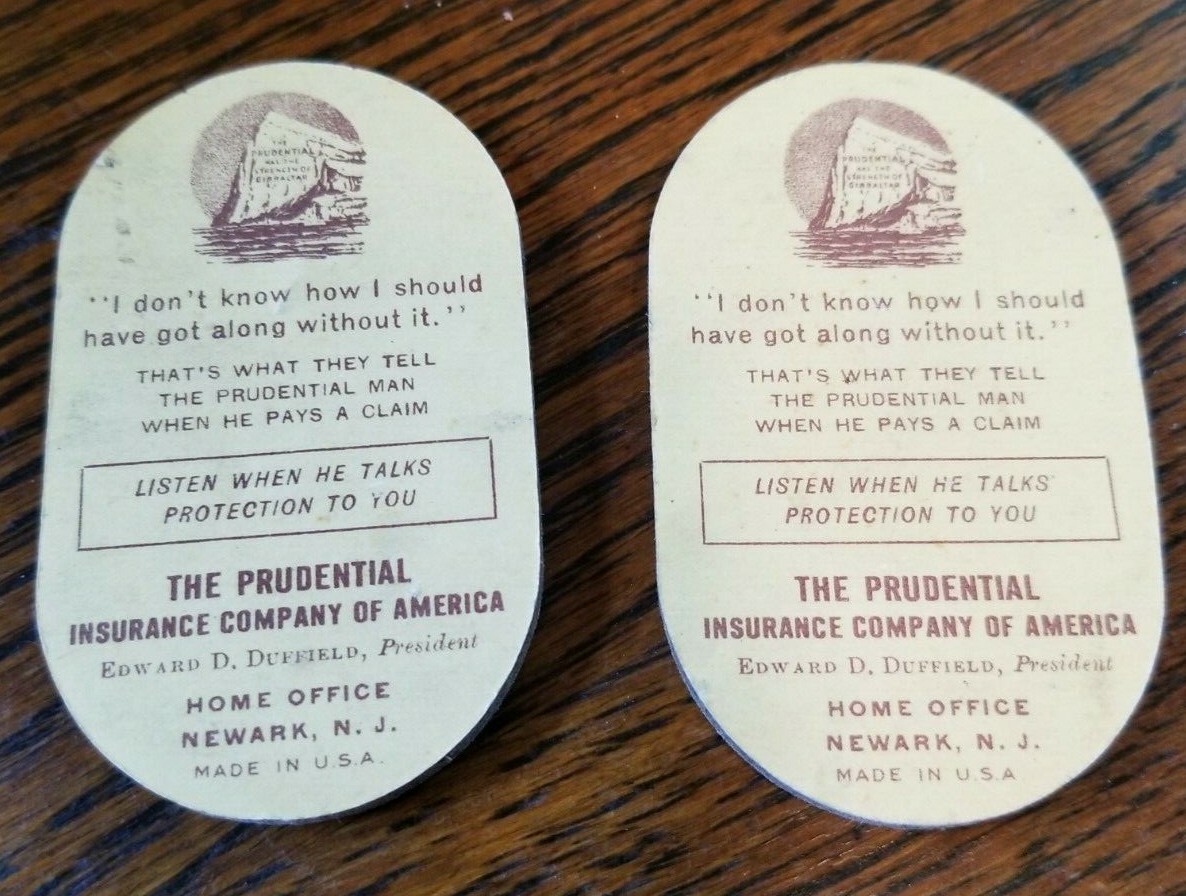 THE
PRUDENTIAL
HAS THE
STRENGTH OF
GIBRALTAR
"I don't know how I should
have got along without it."
THAT'S WHAT THEY TELL
THE PRUDENTIAL MAN
WHEN HE PAYS A CLAIM
LISTEN WHEN HE TALKS
PROTECTION TO YOU
THE PRUDENTIAL
INSURANCE COMPANY OF AMERICA
EDWARD D. DUFFIELD, President
HOME OFFICE
NEWARK, N. J.
MADE IN U.S.A.
THE
PRUDENTIAL
HAS THE
STRENGTH OF
GIBRALTAR
"I don't know how I should
have got along without it."
THAT'S WHAT THEY TELL
THE PRUDENTIAL MAN
WHEN HE PAYS A CLAIM
LISTEN WHEN HE TALKS
PROTECTION TO YOU
THE PRUDENTIAL
INSURANCE COMPANY OF AMERICA
EDWARD D. DUFFIELD, President
HOME OFFICE
NEWARK, N. J.
MADE IN U.S.A